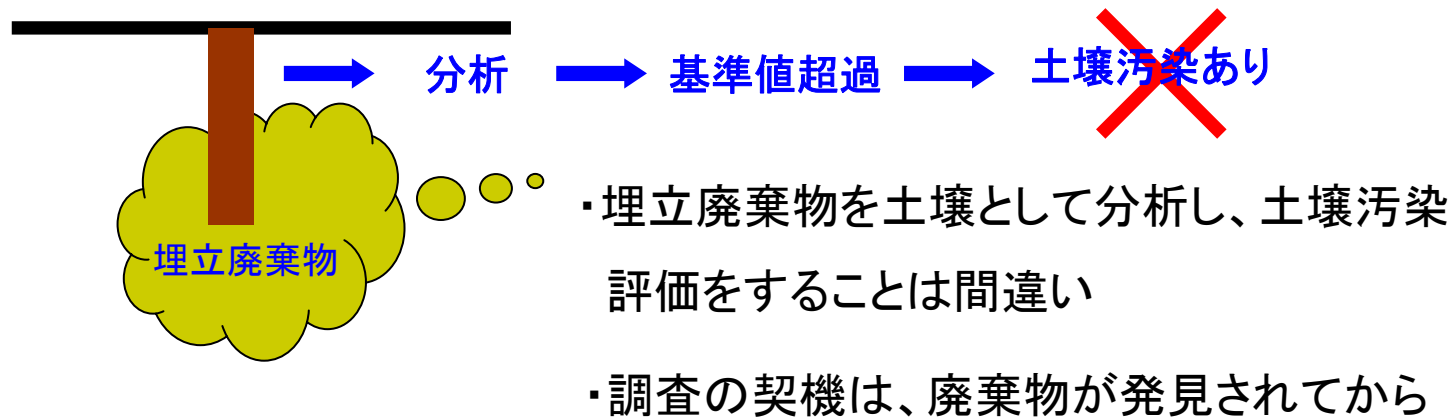 分析 基準値超過 土壌汚染あり
埋立廃棄物
・埋立廃棄物を土壌として分析し、土壌汚染
評価をすることは間違い
・調査の契機は、廃棄物が発見されてから